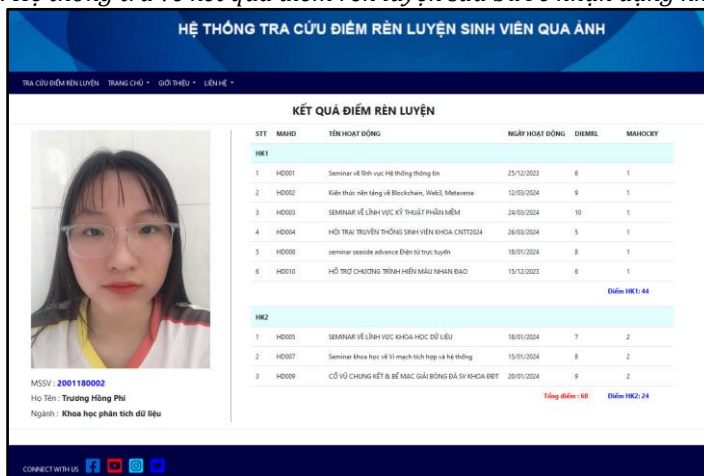 HỆ THỐNG TRA CỨU ĐIỂM RÈN LUYỆN SINH VIÊN QUA ẢNH
TRA CỨU ĐIỂM RÈN LUYỆN TRANG CHỦ GIỚI THIỆU LIÊN HỆ
KẾT QUẢ ĐIỂM RÈN LUYỆN
STT MAHD TÊN HOẠT ĐỘNG NGÀY HOẠT ĐỘNG DIEMRL MAHOCKY
HK1
1 HD001 Seminar về lĩnh vực Hệ thống thông tin 25/12/2023 6 1
2 HD002 Kiến thức nền tảng về Blockchain, Web3, Metaverse 12/03/2024 9 1
3 HD003 SEMINAR VỀ LĨNH VỰC KỸ THUẬT PHẦN MỀM 24/03/2024 10 1
4 HD004 HỘI TRẠI TRUYỀN THỐNG SINH VIÊN KHOA CNTT2024 26/03/2024 5 1
5 HD008 seminar seaside advance Điện tử trực tuyến 18/01/2024 8 1
6 HD010 HỖ TRỢ CHƯƠNG TRÌNH HIẾN MÁU NHÂN ĐẠO 15/12/2023 6 1
Điểm HK1: 44
HK2
1 HD005 SEMINAR VỀ LĨNH VỰC KHOA HỌC DỮ LIỆU 18/01/2024 7 2
2 HD007 Seminar khoa học về Vi mạch tích hợp và hệ thống 15/01/2024 8 2
3 HD009 CỔ VŨ CHUNG KẾT & BẾ MẠC GIẢI BÓNG ĐÁ SV KHOA ĐĐT 20/01/2024 9 2
Tổng điểm : 68 Điểm HK2: 24
MSSV : 2001180002
Họ Tên : Trương Hồng Phi
Ngành : Khoa học phân tích dữ liệu
CONNECT WITH US